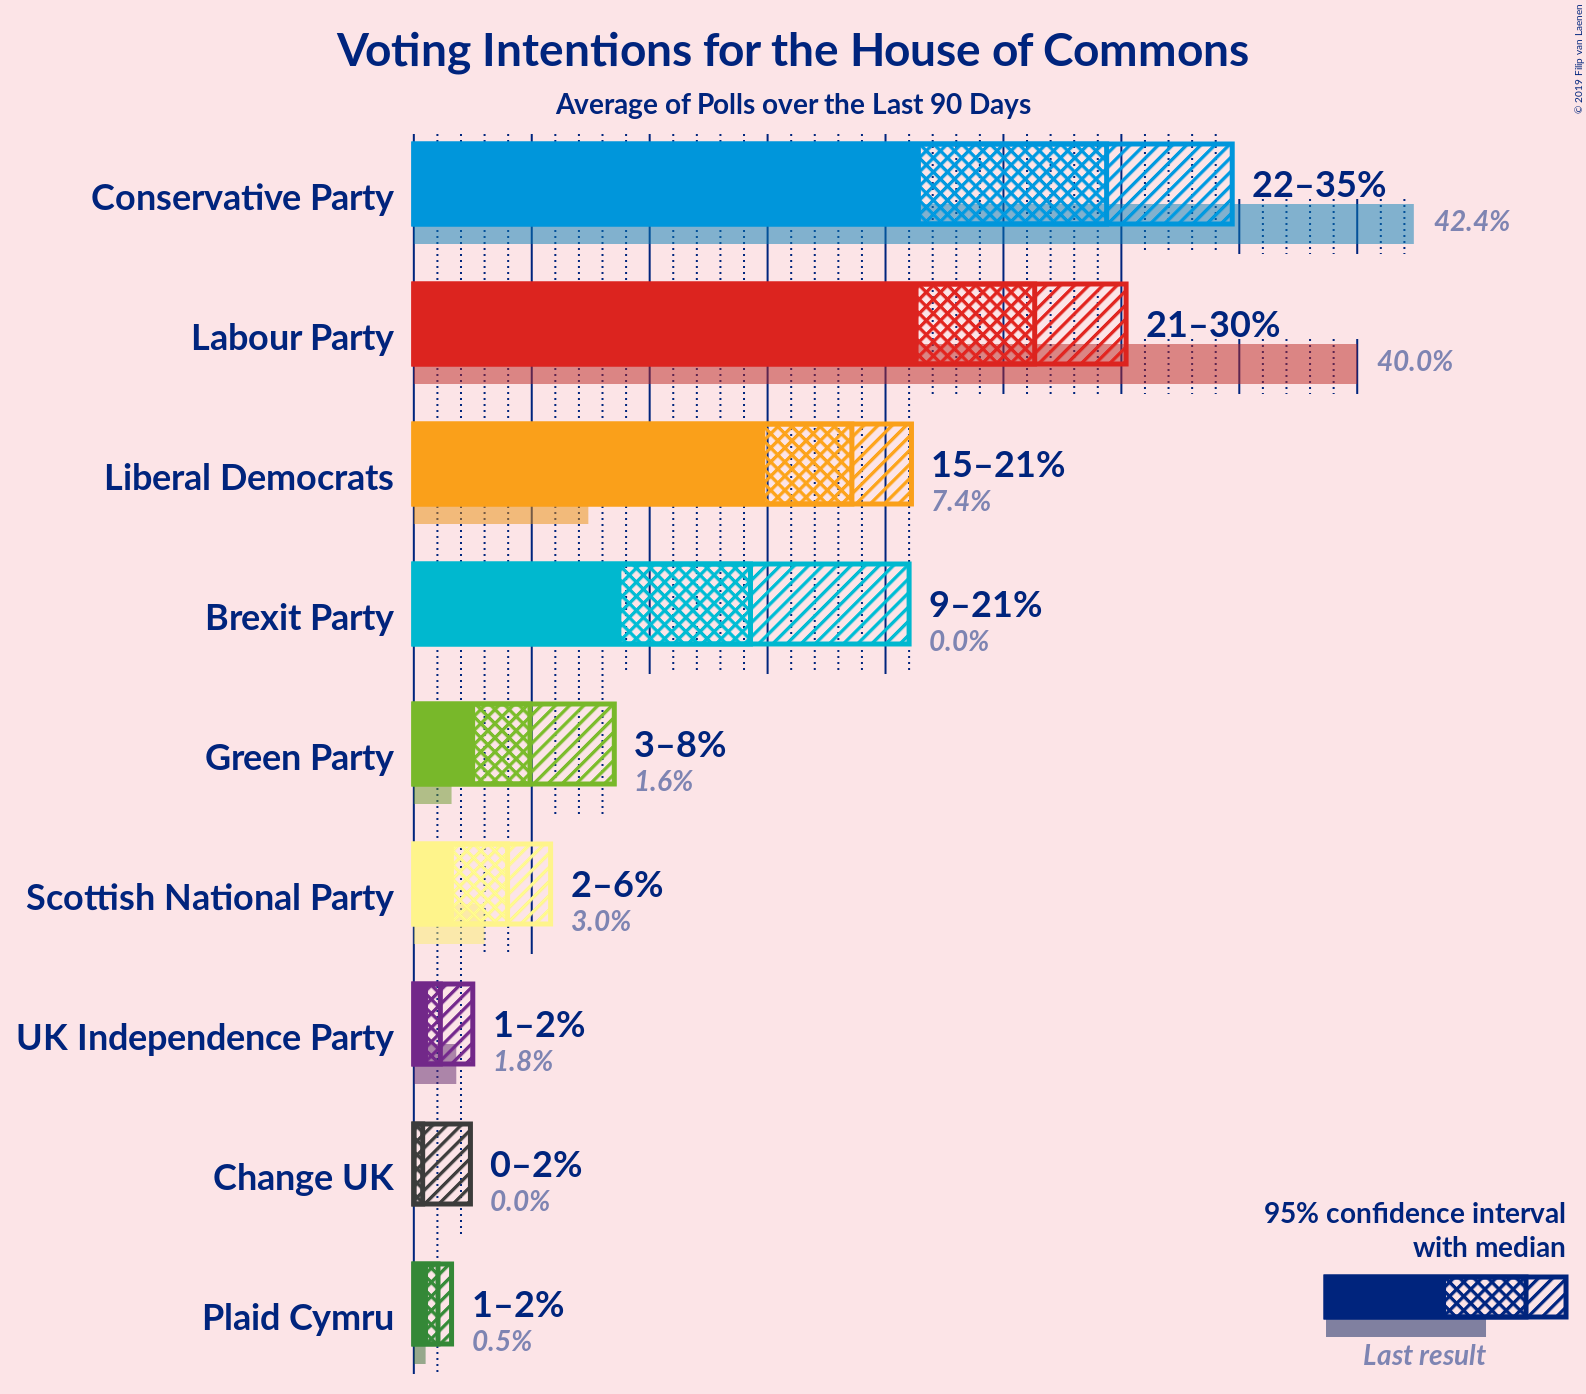 Voting Intentions for the House of Commons
Average of Polls over the Last 90 Days
© 2019 Filip van Laenen
Conservative Party
22–35%
42.4%
Labour Party
21–30%
40.0%
Liberal Democrats
15–21%
7.4%
Brexit Party
9–21%
0.0%
Green Party
3–8%
1.6%
Scottish National Party
2–6%
3.0%
UK Independence Party
1–2%
1.8%
Change UK
0–2%
0.0%
Plaid Cymru
1–2%
0.5%
95% confidence interval
with median
Last result